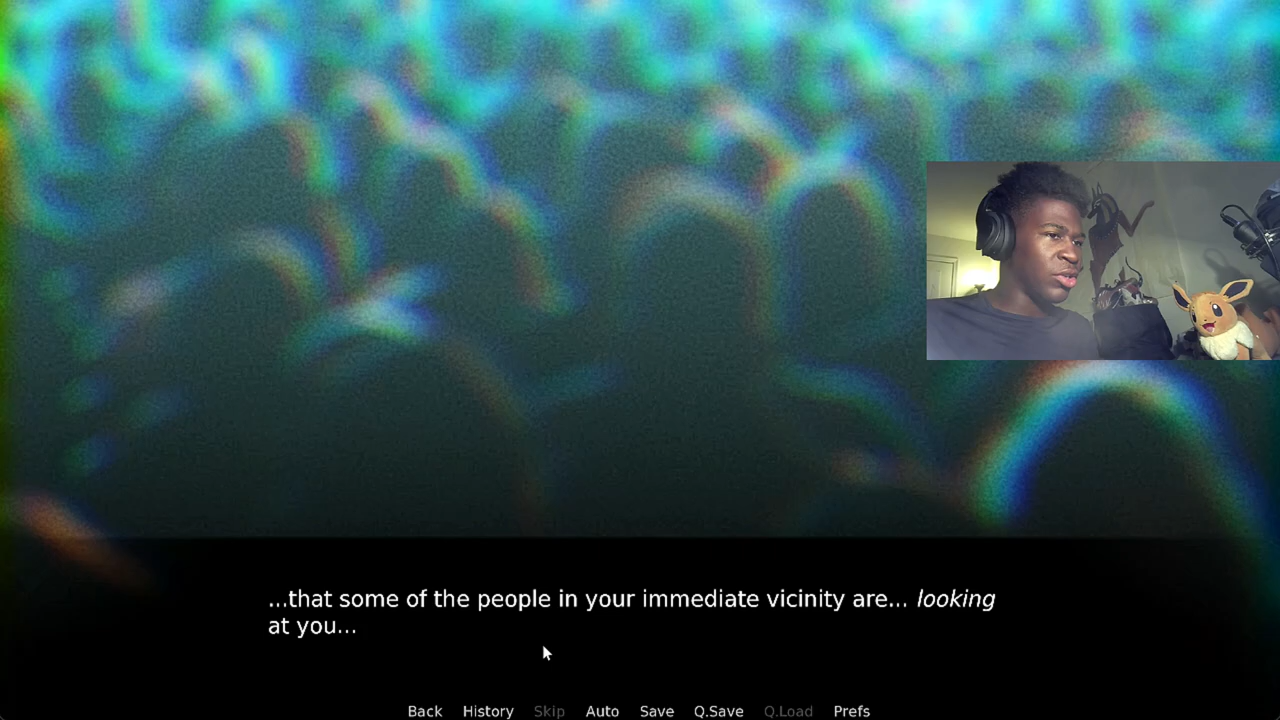 ...that some of the people in your immediate vicinity are... looking
at you...
Back History Skip Auto Save Q.Save Q.Load Prefs